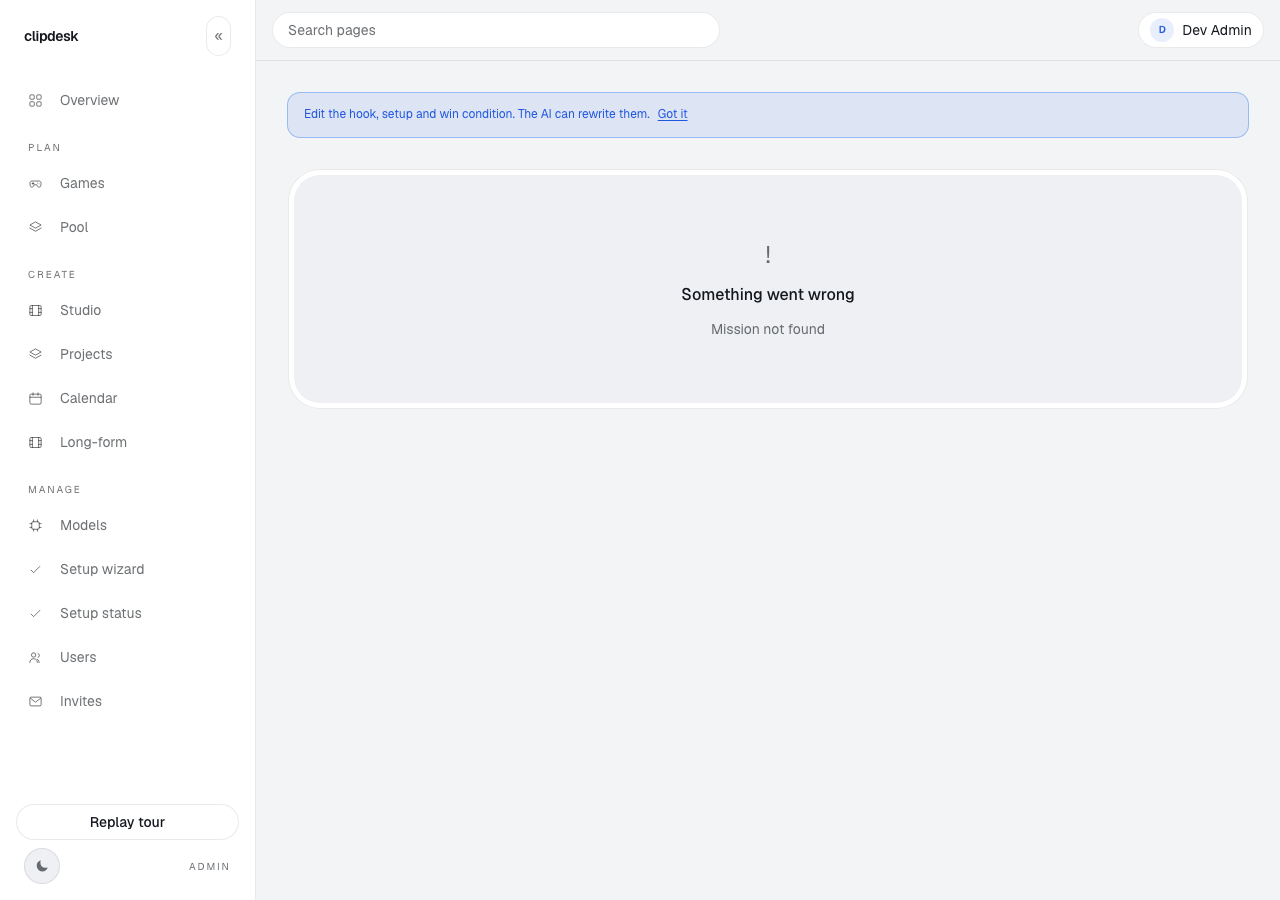 clipdesk
«
Search pages
D
Dev Admin
Overview
PLAN
Games
Pool
CREATE
Studio
Projects
Calendar
Long-form
MANAGE
Models
Setup wizard
Setup status
Users
Invites
Replay tour
ADMIN
Edit the hook, setup and win condition. The AI can rewrite them. Got it
!
Something went wrong
Mission not found